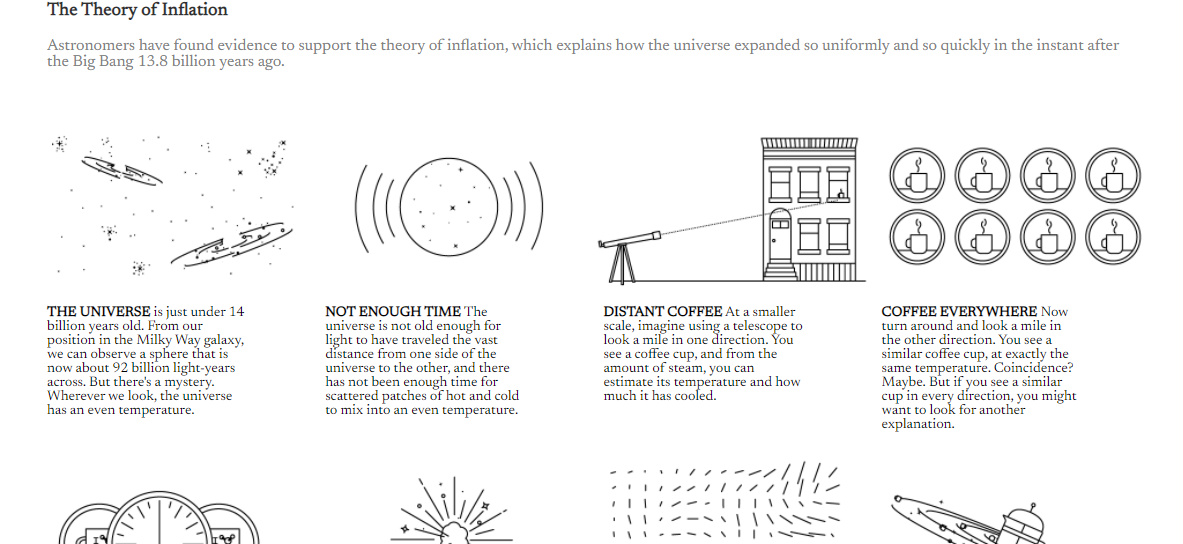 The Theory of Inflation
Astronomers have found evidence to support the theory of inflation, which explains how the universe expanded so uniformly and so quickly in the instant after
the Big Bang 13.8 billion years ago.
THE UNIVERSE is just under 14
billion years old. From our
position in the Milky Way galaxy,
we can observe a sphere that is
now about 92 billion light-years
across. But there's a mystery.
Wherever we look, the universe
has an even temperature.
NOT ENOUGH TIME The
universe is not old enough for
light to have traveled the vast
distance from one side of the
universe to the other, and there
has not been enough time for
scattered patches of hot and cold
to mix into an even temperature.
DISTANT COFFEE At a smaller
scale, imagine using a telescope to
look a mile in one direction. You
see a coffee cup, and from the
amount of steam, you can
estimate its temperature and how
much it has cooled.
COFFEE EVERYWHERE Now
turn around and look a mile in
the other direction. You see a
similar coffee cup, at exactly the
same temperature. Coincidence?
Maybe. But if you see a similar
cup in every direction, you might
want to look for another
explanation.